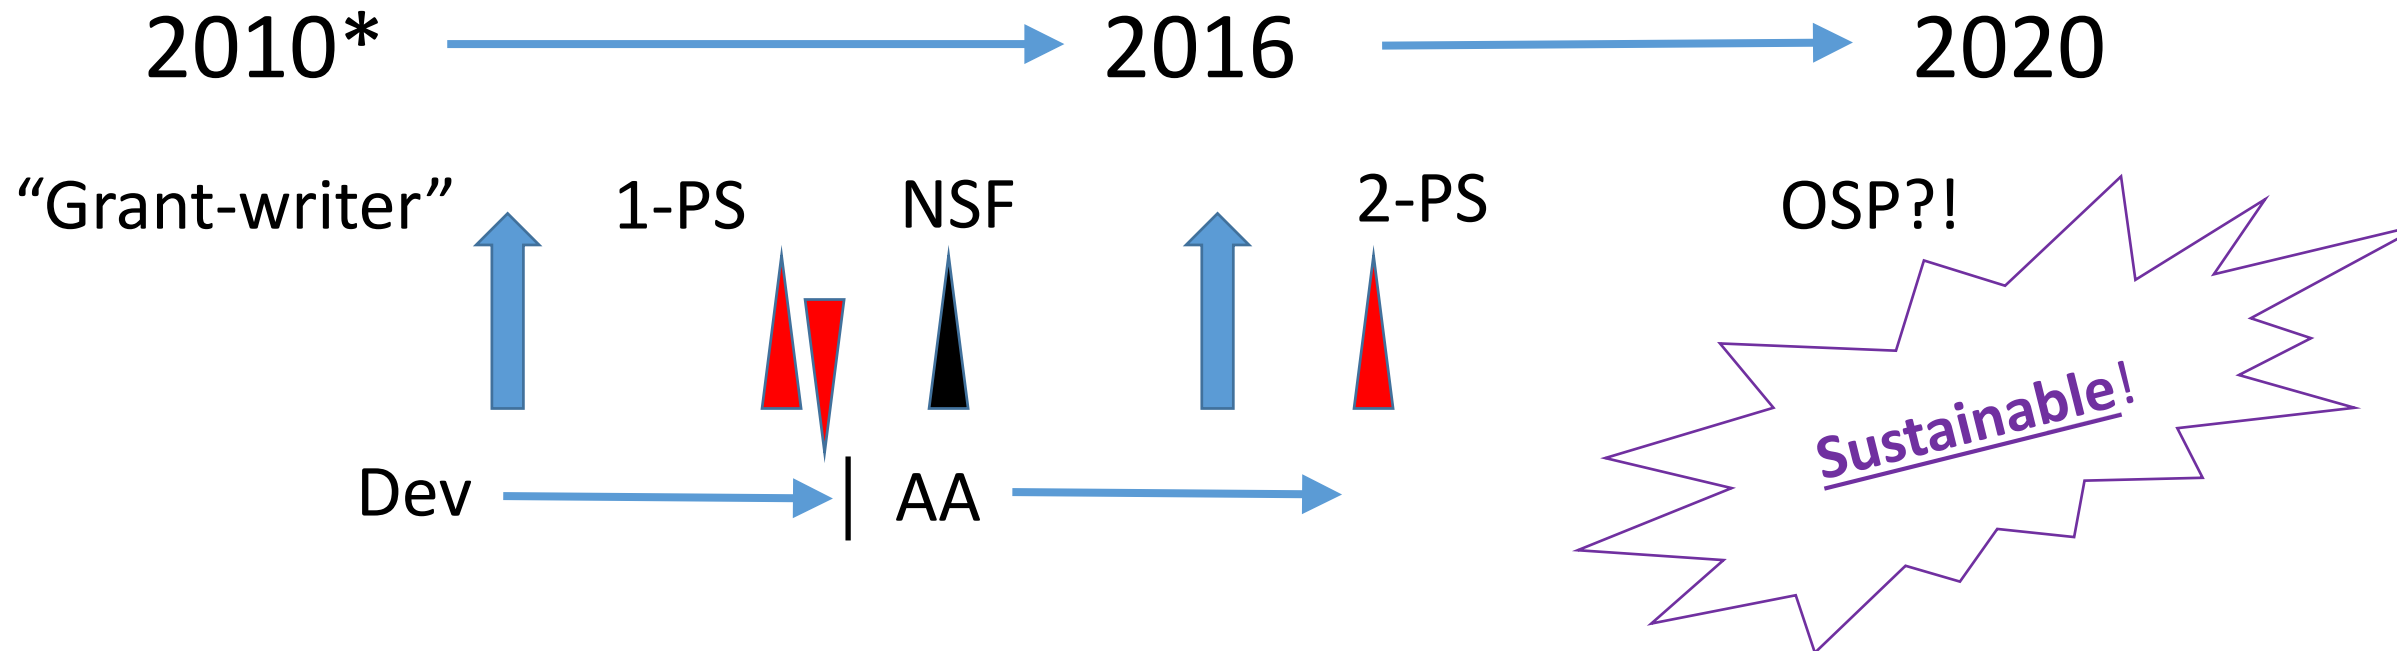 2010* 2016 2020
“Grant-writer” 1-PS NSF 2-PS OSP?!
Sustainable!
Dev AA